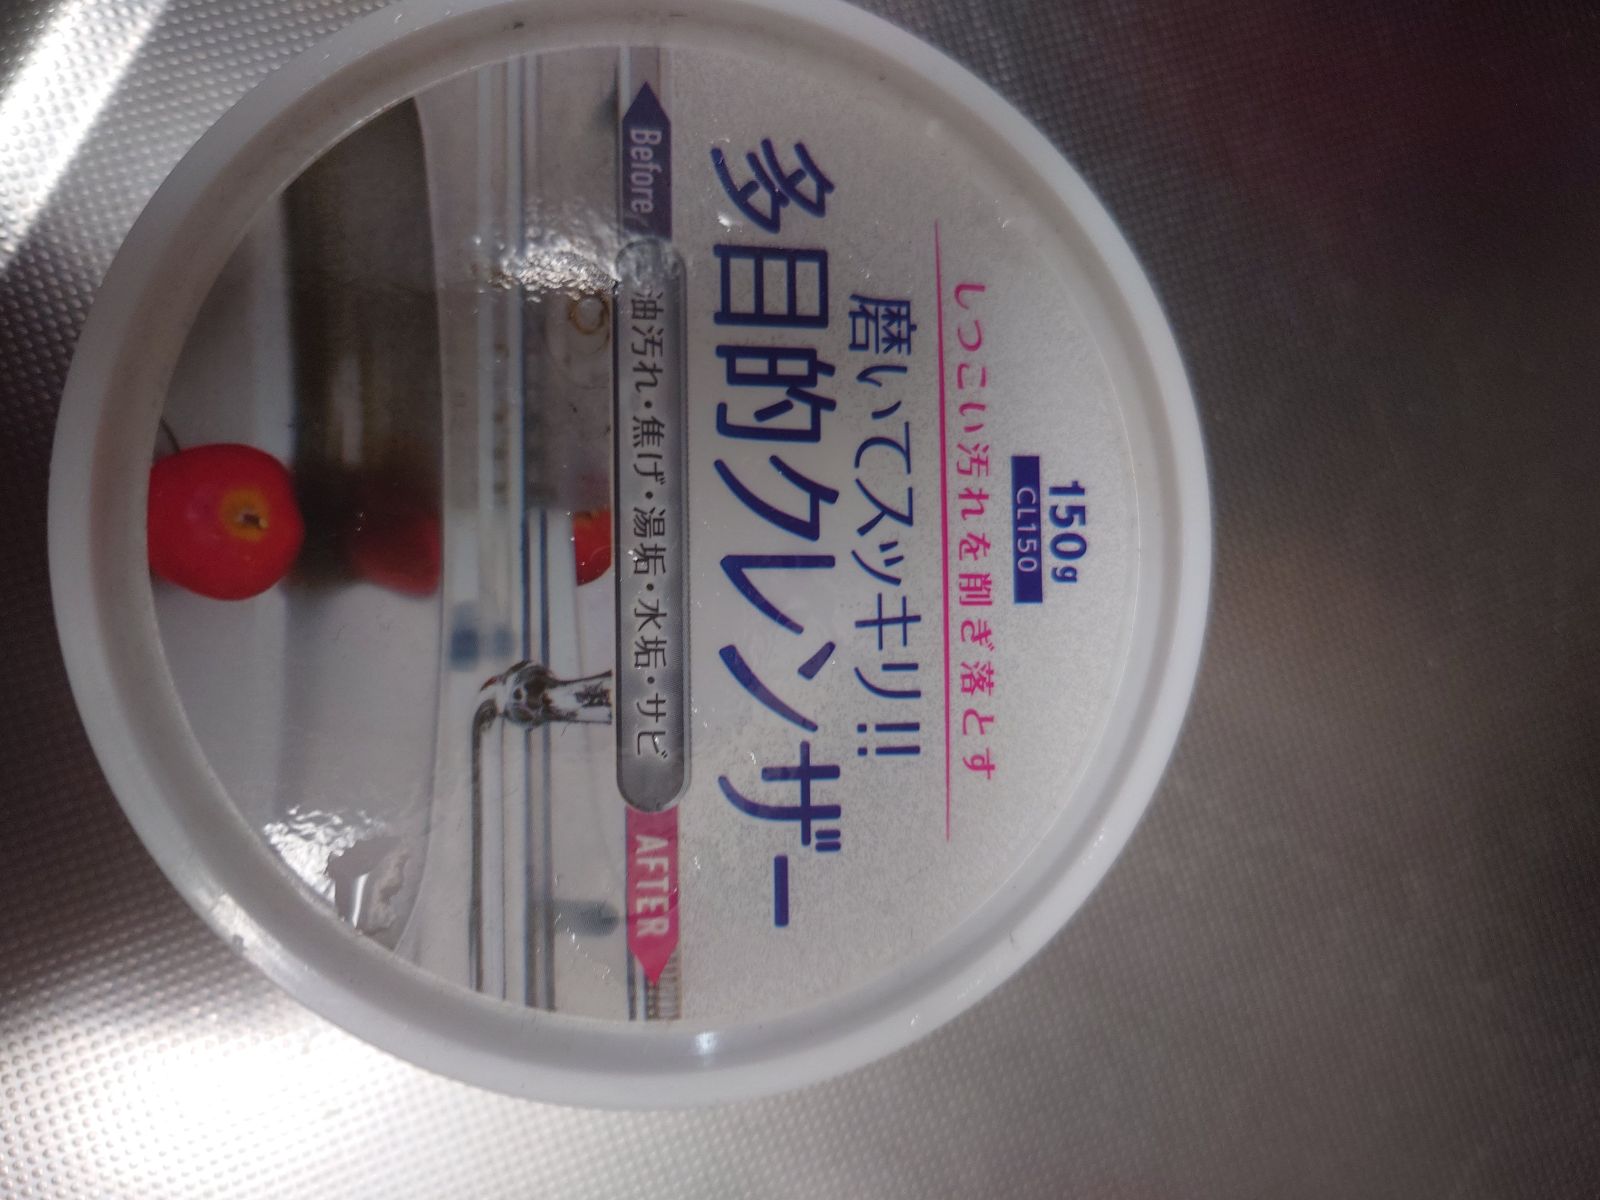 150g
CL150
しつこい汚れを削ぎ落とす
磨いてスッキリ!!
多目的クレンザー
Before
油汚れ・焦げ・湯垢・水垢・サビ
AFTER